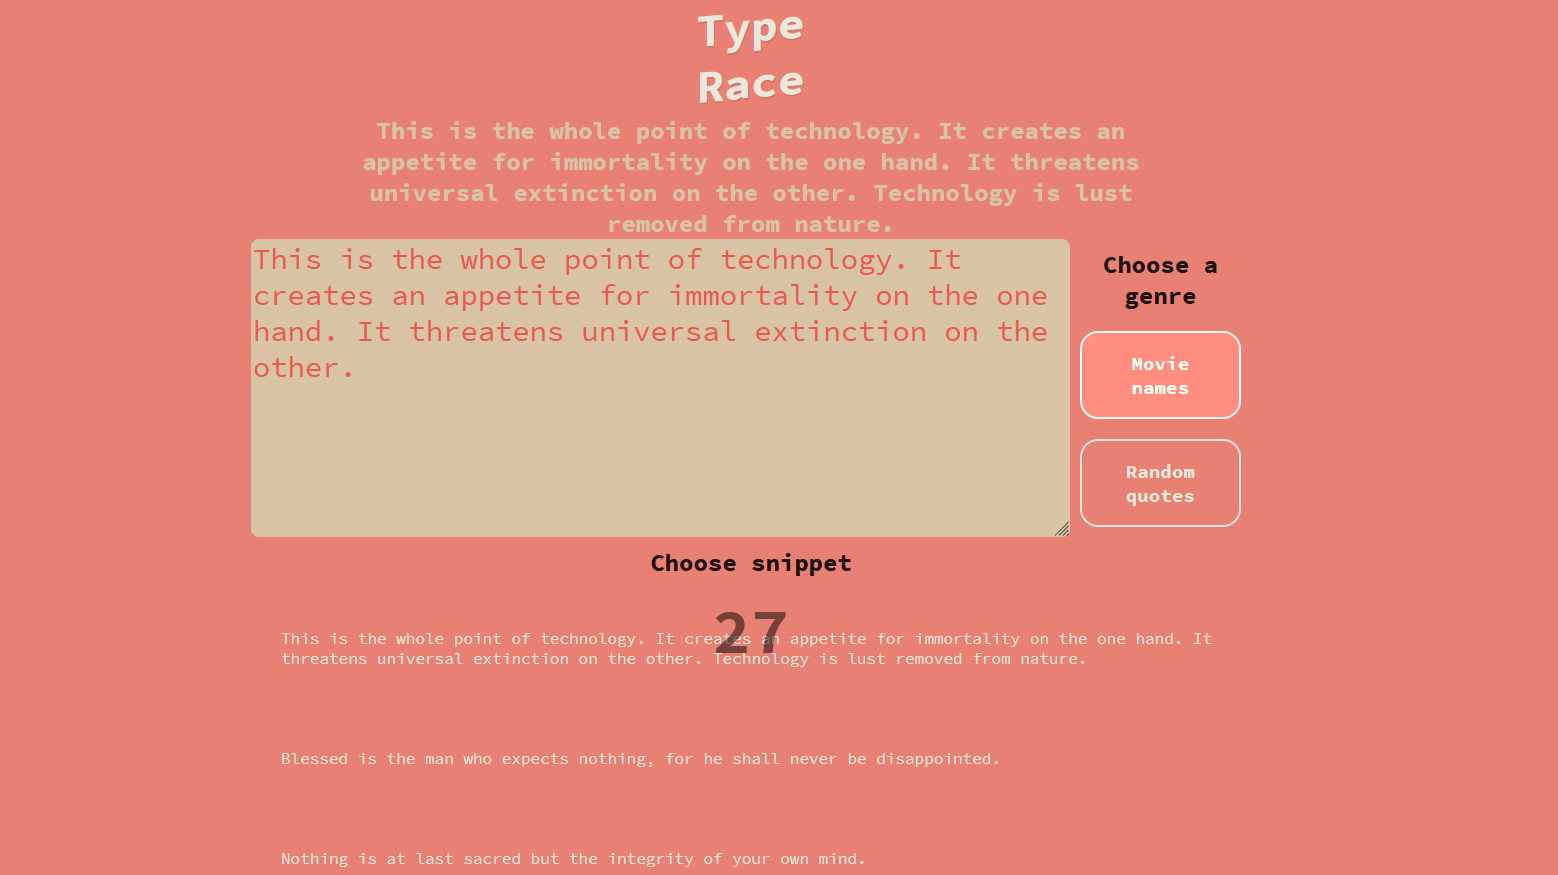 Type
Race
This is the whole point of technology. It creates an
appetite for immortality on the one hand. It threatens
universal extinction on the other. Technology is lust
removed from nature.
This is the whole point of technology. It
creates an appetite for immortality on the one
hand. It threatens universal extinction on the
other.
Choose a
genre
Movie
names
Random
quotes
Choose snippet
27
This is the whole point of technology. It creates an appetite for immortality on the one hand. It
threatens universal extinction on the other. Technology is lust removed from nature.
Blessed is the man who expects nothing, for he shall never be disappointed.
Nothing is at last sacred but the integrity of your own mind.